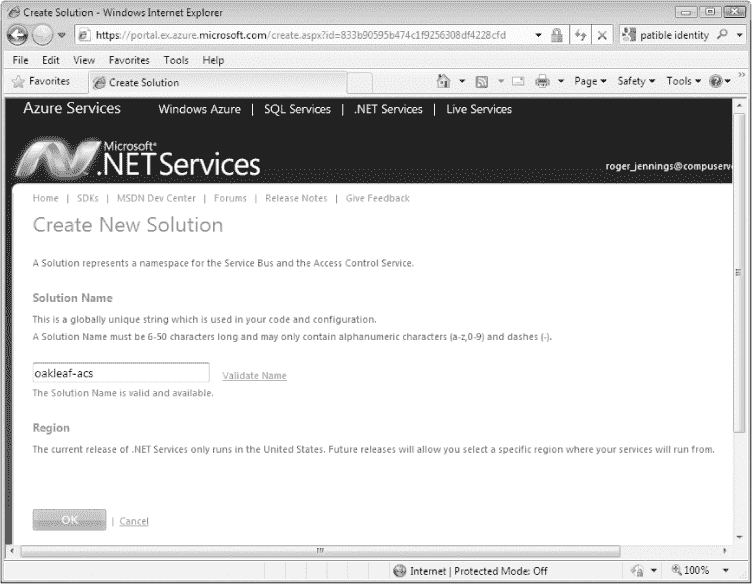 Create Solution - Windows Internet Explorer
https://portal.ex.azure.microsoft.com/create.aspx?id=833b90595b474c1f9256308df4228cfd
patible identity
File Edit View Favorites Tools Help
Favorites Create Solution Page Safety Tools
Azure Services Windows Azure | SQL Services | .NET Services | Live Services
Microsoft®
.NET Services
roger_jennings@compuserv
Home | SDKs | MSDN Dev Center | Forums | Release Notes | Give Feedback
Create New Solution
A Solution represents a namespace for the Service Bus and the Access Control Service.
Solution Name
This is a globally unique string which is used in your code and configuration.
A Solution Name must be 6-50 characters long and may only contain alphanumeric characters (a-z,0-9) and dashes (-).
oakleaf-acs Validate Name
The Solution Name is valid and available.
Region
The current release of .NET Services only runs in the United States. Future releases will allow you select a specific region where your services will run from.
OK | Cancel
Internet | Protected Mode: Off 100%